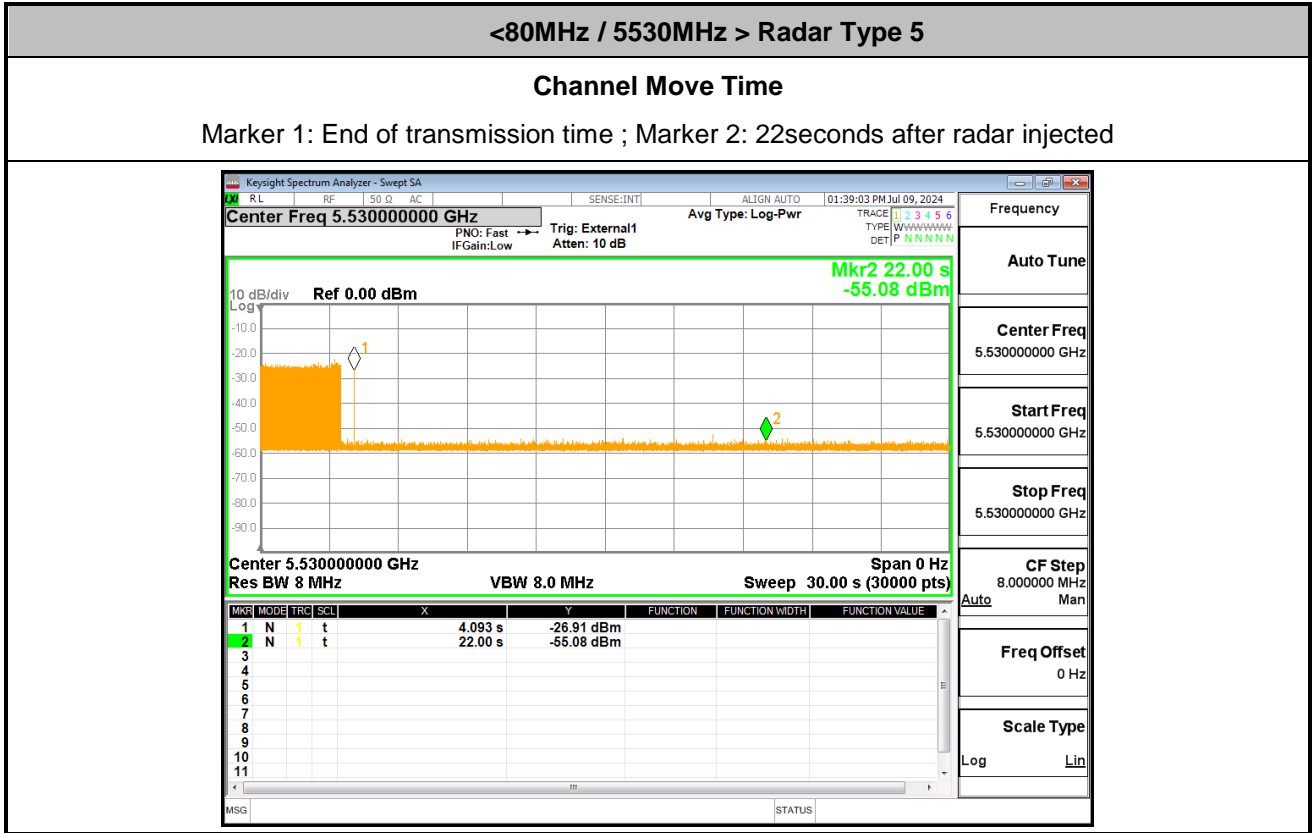 <80MHz / 5530MHz > Radar Type 5
Channel Move Time
Marker 1: End of transmission time ; Marker 2: 22seconds after radar injected
Keysight Spectrum Analyzer - Swept SA
LXI RL RF 50 Ω AC SENSE:INT ALIGN AUTO 01:39:03 PM Jul 09, 2024
Center Freq 5.530000000 GHz
PNO: Fast
IFGain:Low
Trig: External1
Atten: 10 dB
Avg Type: Log-Pwr
TRACE 1 2 3 4 5 6
TYPE WWWWWW
DET P N N N N N
Mkr2 22.00 s
-55.08 dBm
10 dB/div Ref 0.00 dBm
Log
-10.0
-20.0
-30.0
-40.0
-50.0
-60.0
-70.0
-80.0
-90.0
1
2
Center 5.530000000 GHz Span 0 Hz
Res BW 8 MHz VBW 8.0 MHz Sweep 30.00 s (30000 pts)
MKR MODE TRC SCL X Y FUNCTION FUNCTION WIDTH FUNCTION VALUE
1 N 1 t 4.093 s -26.91 dBm
2 N 1 t 22.00 s -55.08 dBm
3
4
5
6
7
8
9
10
11
MSG STATUS
Frequency
Auto Tune
Center Freq
5.530000000 GHz
Start Freq
5.530000000 GHz
Stop Freq
5.530000000 GHz
CF Step
8.000000 MHz
Auto Man
Freq Offset
0 Hz
Scale Type
Log Lin